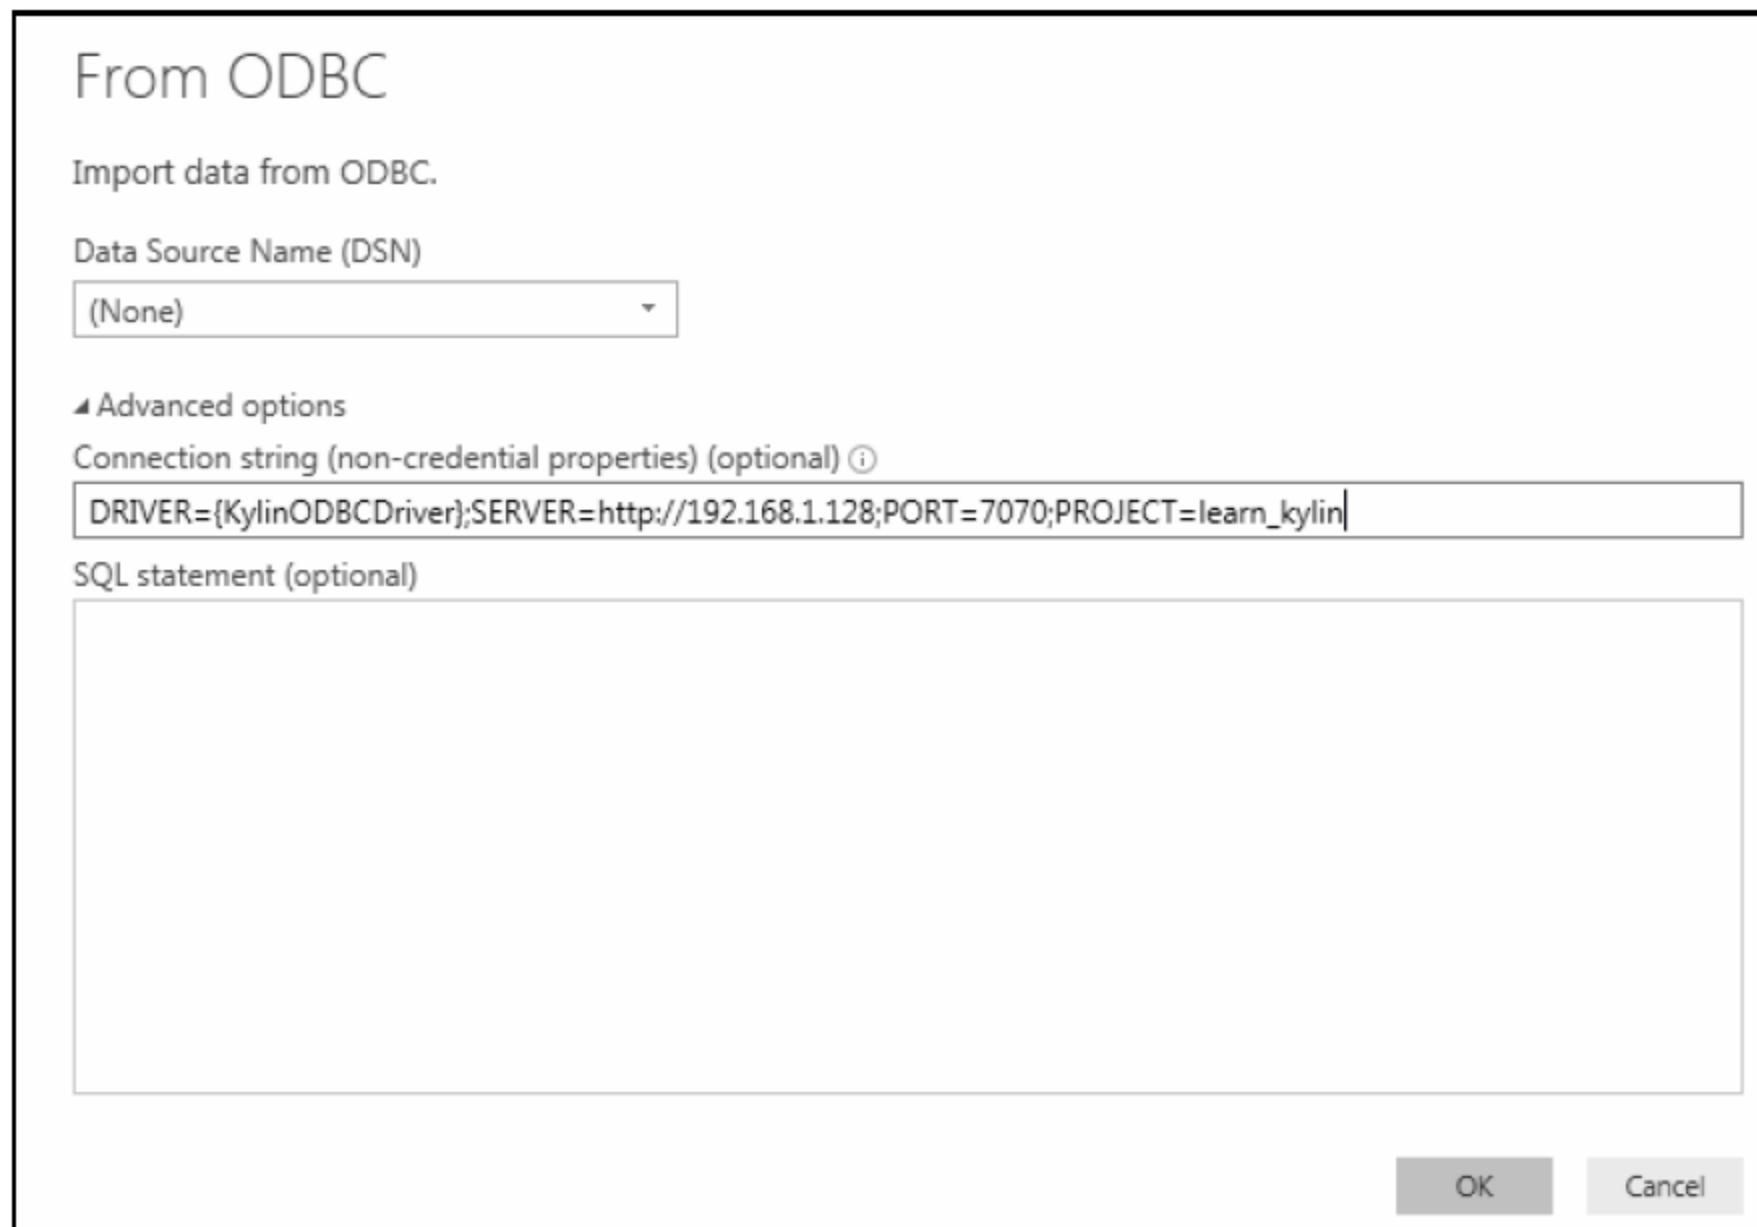 From ODBC
Import data from ODBC.
Data Source Name (DSN)
(None)
Advanced options
Connection string (non-credential properties) (optional)
DRIVER={KylinODBCDriver};SERVER=http://192.168.1.128;PORT=7070;PROJECT=learn_kylin
SQL statement (optional)
OK Cancel